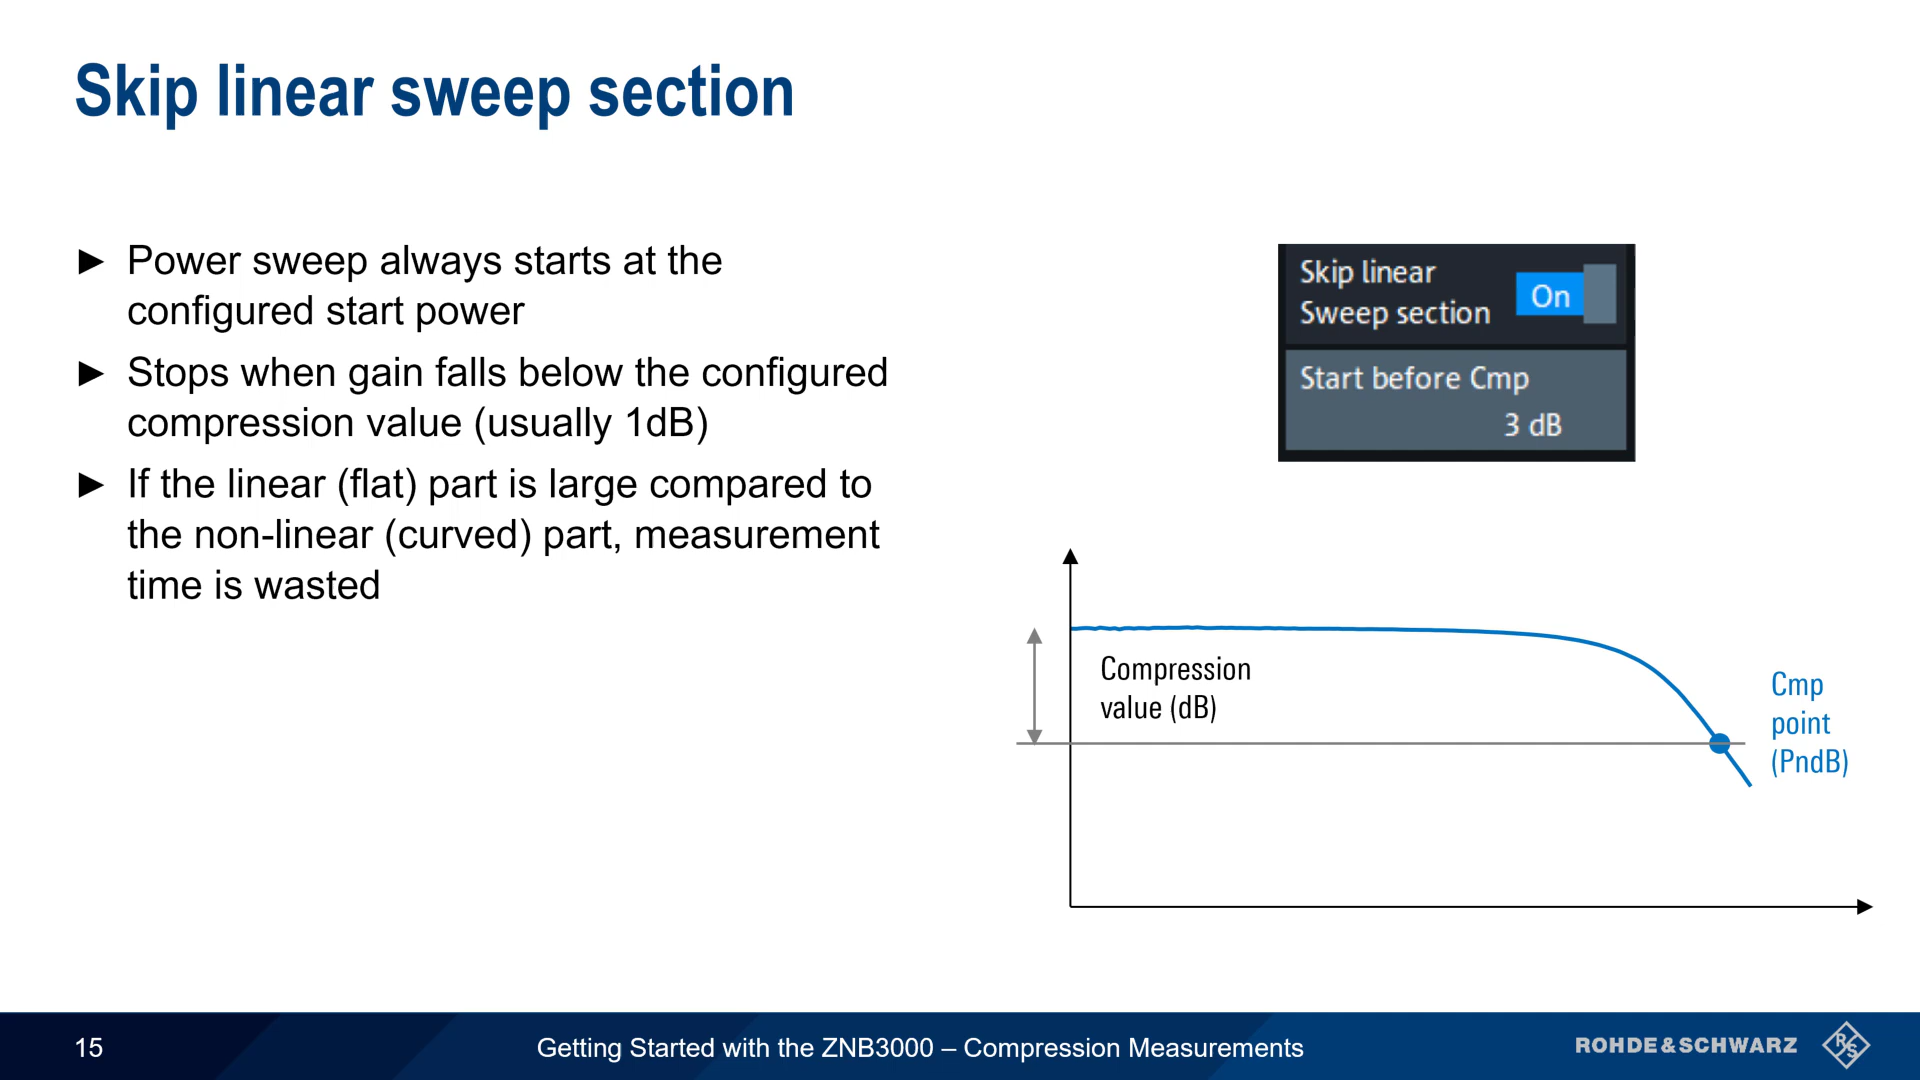 Skip linear sweep section
► Power sweep always starts at the
configured start power
► Stops when gain falls below the configured
compression value (usually 1dB)
► If the linear (flat) part is large compared to
the non-linear (curved) part, measurement
time is wasted
Skip linear
Sweep section
On
Start before Cmp
3 dB
Compression
value (dB)
Cmp
point
(PndB)
15
Getting Started with the ZNB3000 – Compression Measurements
ROHDE&SCHWARZ
R&S